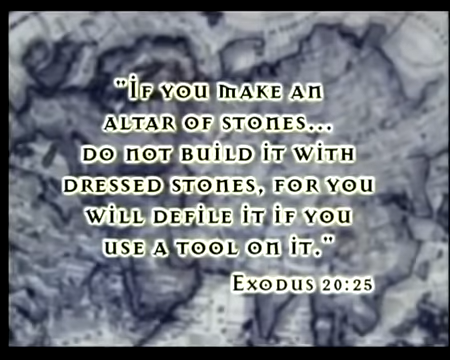 "If you make an
altar of stones...
do not build it with
dressed stones, for you
will defile it if you
use a tool on it."
Exodus 20:25